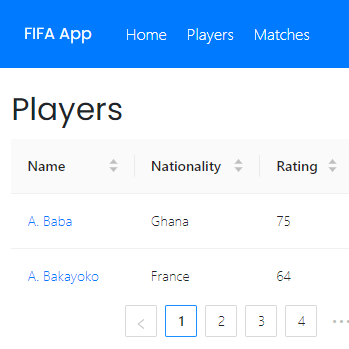 FIFA App Home Players Matches
Players
Name Nationality Rating
A. Baba Ghana 75
A. Bakayoko France 64
< 1 2 3 4 •••